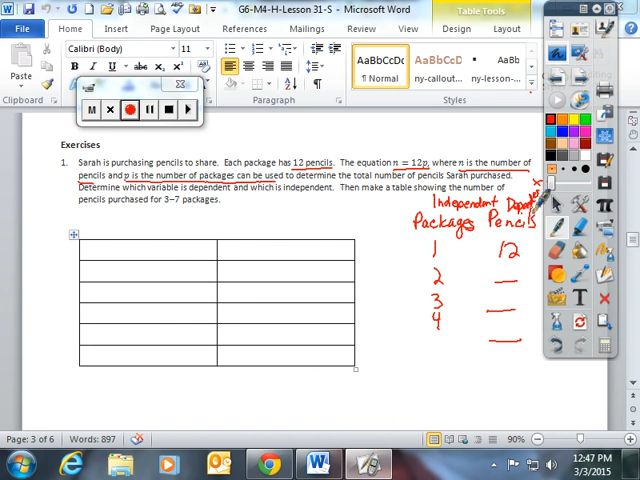 G6-M4-H-Lesson 31-S - Microsoft Word
Table Tools
File Home Insert Page Layout References Mailings Review View
Calibri (Body) 11
Paste
Clipboard Font Paragraph Styles
AaBbCcDc AaBbCcDc AaBbCcDc
¶ Normal ny-callout... ny-lesson-...
M
Exercises
1. Sarah is purchasing pencils to share. Each package has 12 pencils. The equation n = 12p, where n is the number of
pencils and p is the number of packages can be used to determine the total number of pencils Sarah purchased.
Determine which variable is dependent and which is independent. Then make a table showing the number of
pencils purchased for 3–7 packages.
Independent
Packages Pencils
1 12
2
3
4
Page: 3 of 6 Words: 897 90%
12:47 PM
3/3/2015